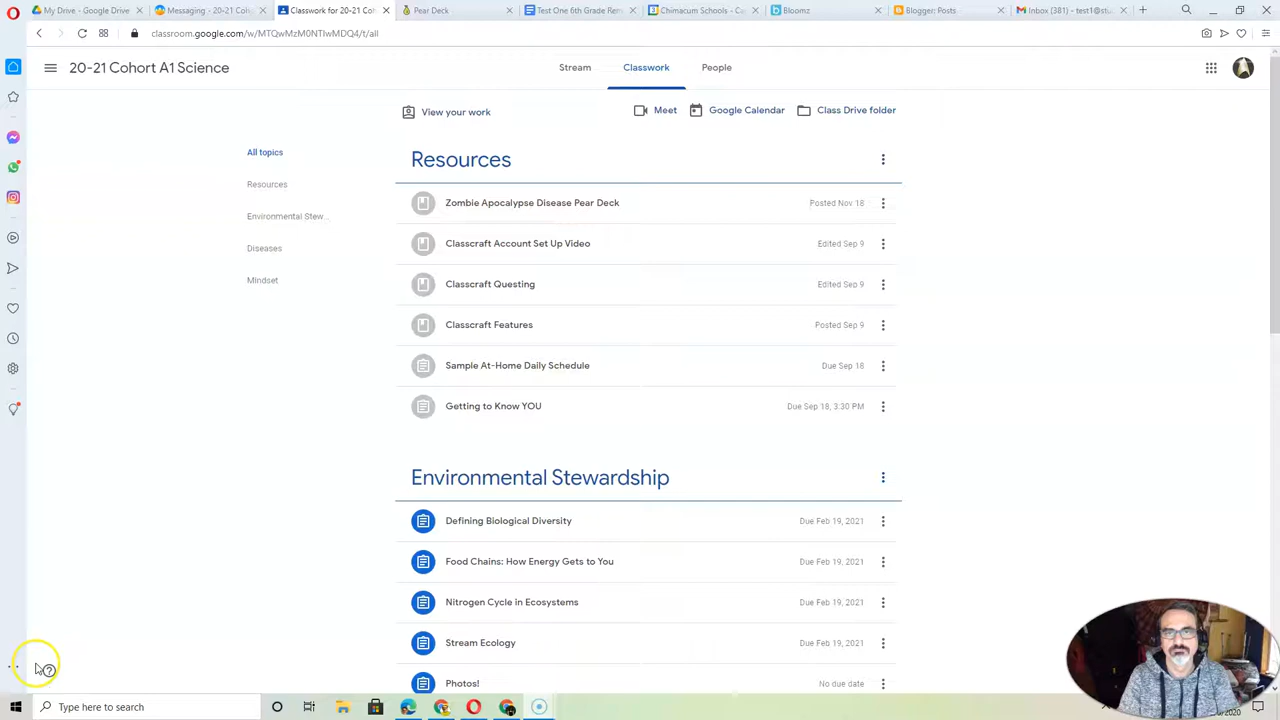 My Drive - Google Drive
Messaging - 20-21 Coh
Classwork for 20-21 Coh
Pear Deck
Test One 6th Grade Rem
Chimacum Schools - Ca
Bloomz
Blogger: Posts
Inbox (381) - test1@stu
classroom.google.com/w/MTQwMzM0NTIwMDQ4/t/all
20-21 Cohort A1 Science
Stream
Classwork
People
View your work
Meet
Google Calendar
Class Drive folder
All topics
Resources
Environmental Stew...
Diseases
Mindset
Resources
Zombie Apocalypse Disease Pear Deck
Posted Nov 18
Classcraft Account Set Up Video
Edited Sep 9
Classcraft Questing
Edited Sep 9
Classcraft Features
Posted Sep 9
Sample At-Home Daily Schedule
Due Sep 18
Getting to Know YOU
Due Sep 18, 3:30 PM
Environmental Stewardship
Defining Biological Diversity
Due Feb 19, 2021
Food Chains: How Energy Gets to You
Due Feb 19, 2021
Nitrogen Cycle in Ecosystems
Due Feb 19, 2021
Stream Ecology
Due Feb 19, 2021
Photos!
No due date
Type here to search